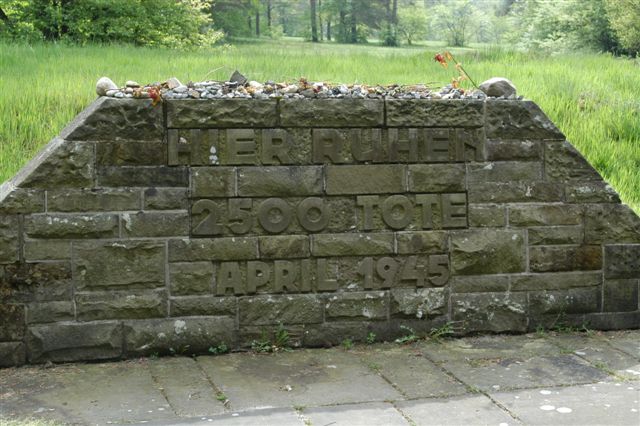 HIER RUHEN
2500 TOTE
APRIL 1945